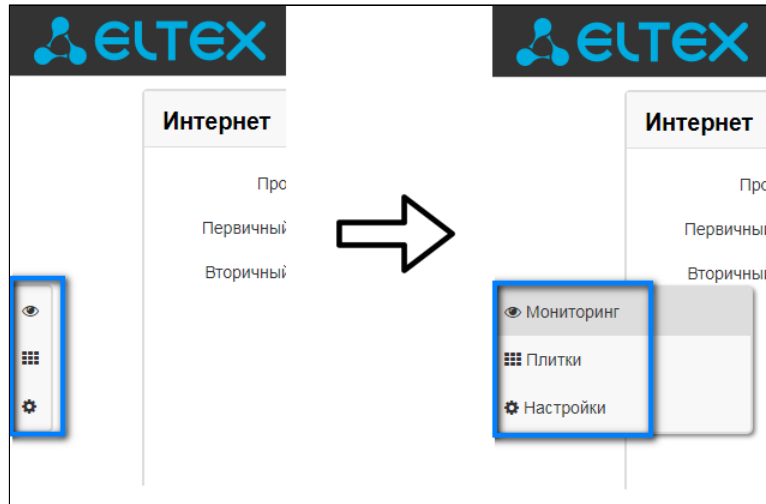 ELTEX
Интернет
Про
Первичный
Вторичный
ELTEX
Интернет
Про
Первичны
Вторичны
Мониторинг
Плитки
Настройки